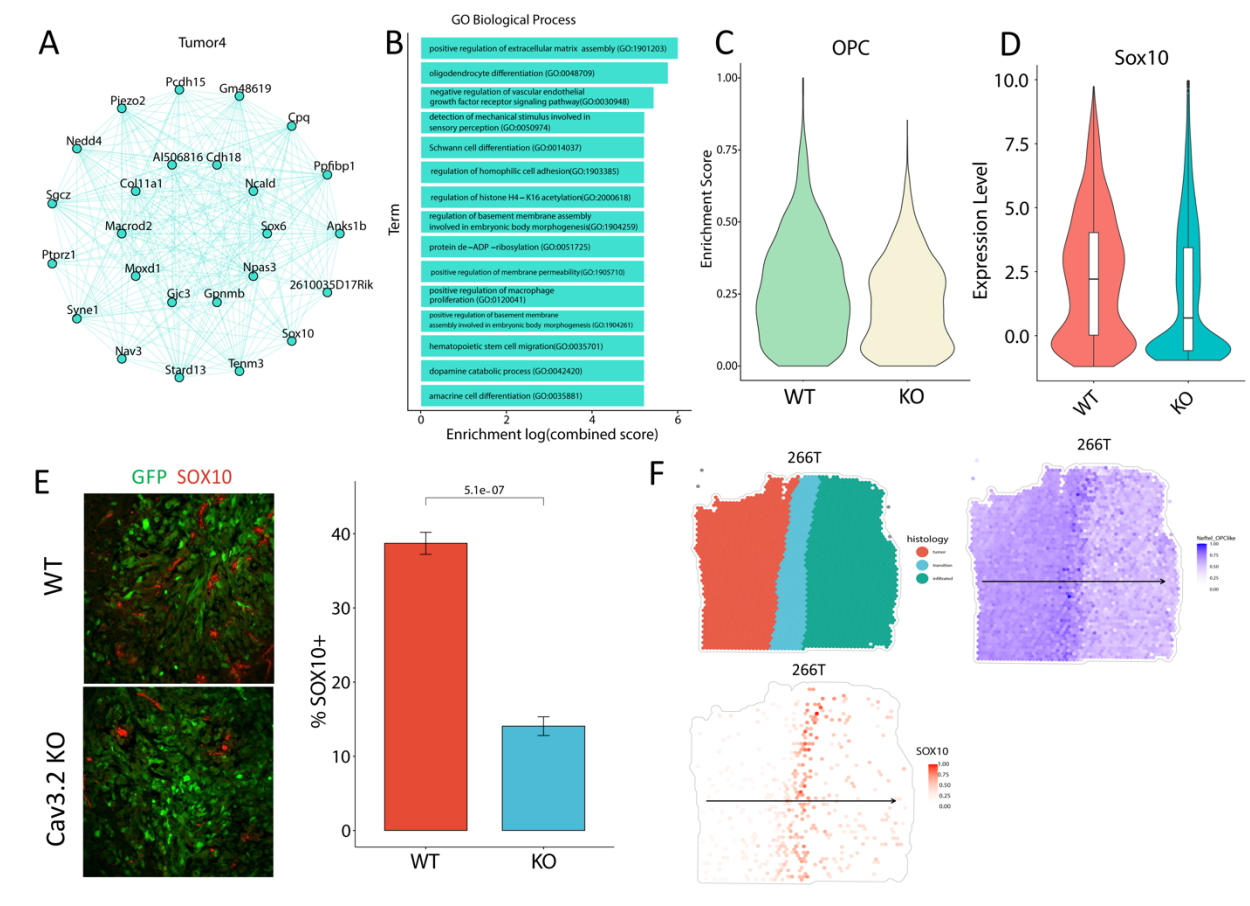 A
Tumor4
Pcdh15
Gm48619
Piezo2
Cpq
Nedd4
AI506816 Cdh18
Ppfibp1
Col11a1
Ncald
Sgcz
Macrod2
Sox6
Anks1b
Ptprz1
Moxd1
Npas3
2610035D17Rik
Gjc3
Gpnmb
Syne1
Sox10
Nav3
Tenm3
Stard13
B
GO Biological Process
Term
positive regulation of extracellular matrix assembly (GO:1901203)
oligodendrocyte differentiation (GO:0048709)
negative regulation of vascular endothelial
growth factor receptor signaling pathway(GO:0030948)
detection of mechanical stimulus involved in
sensory perception (GO:0050974)
Schwann cell differentiation (GO:0014037)
regulation of homophilic cell adhesion(GO:1903385)
regulation of histone H4−K16 acetylation(GO:2000618)
regulation of basement membrane assembly
involved in embryonic body morphogenesis(GO:1904259)
protein de−ADP−ribosylation (GO:0051725)
positive regulation of membrane permeability(GO:1905710)
positive regulation of macrophage
proliferation (GO:0120041)
positive regulation of basement membrane
assembly involved in embryonic body morphogenesis (GO:1904261)
hematopoietic stem cell migration(GO:0035701)
dopamine catabolic process (GO:0042420)
amacrine cell differentiation (GO:0035881)
0 2 4 6
Enrichment log(combined score)
C
OPC
Enrichment Score
1.00
0.75
0.50
0.25
0.00
WT KO
D
Sox10
Expression Level
10.0
7.5
5.0
2.5
0.0
WT KO
E
GFP SOX10
WT
Cav3.2 KO
5.1e−07
% SOX10+
40
30
20
10
0
WT KO
F
266T
histology
tumor
transition
infiltrated
266T
Neftel_OPClike
1.00
0.75
0.50
0.25
0.00
266T
SOX10
1.00
0.75
0.50
0.25
0.00